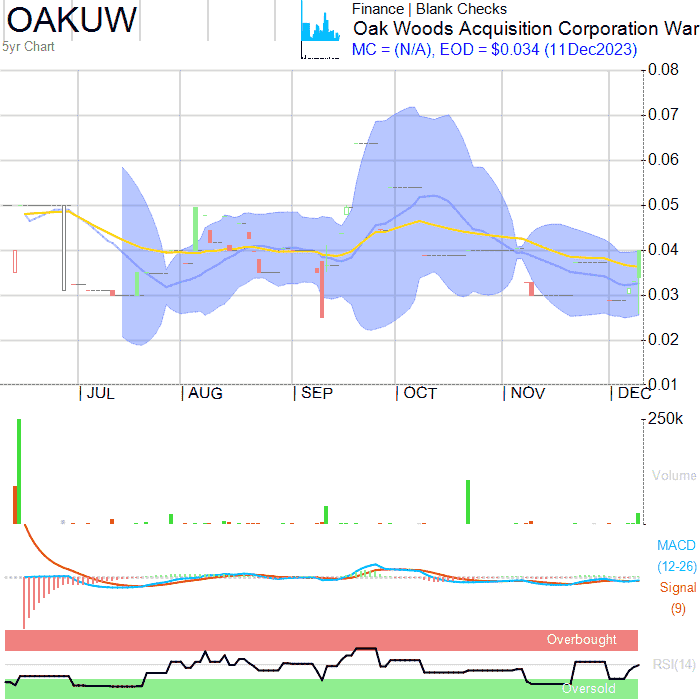 OAKUW
Finance | Blank Checks
Oak Woods Acquisition Corporation War
5yr Chart
MC = (N/A), EOD = $0.034 (11Dec2023)
0.08
0.07
0.06
0.05
0.04
0.03
0.02
0.01
| JUL | AUG | SEP | OCT | NOV | DEC
250k
Volume
MACD
(12-26)
Signal
(9)
Overbought
RSI(14)
Oversold